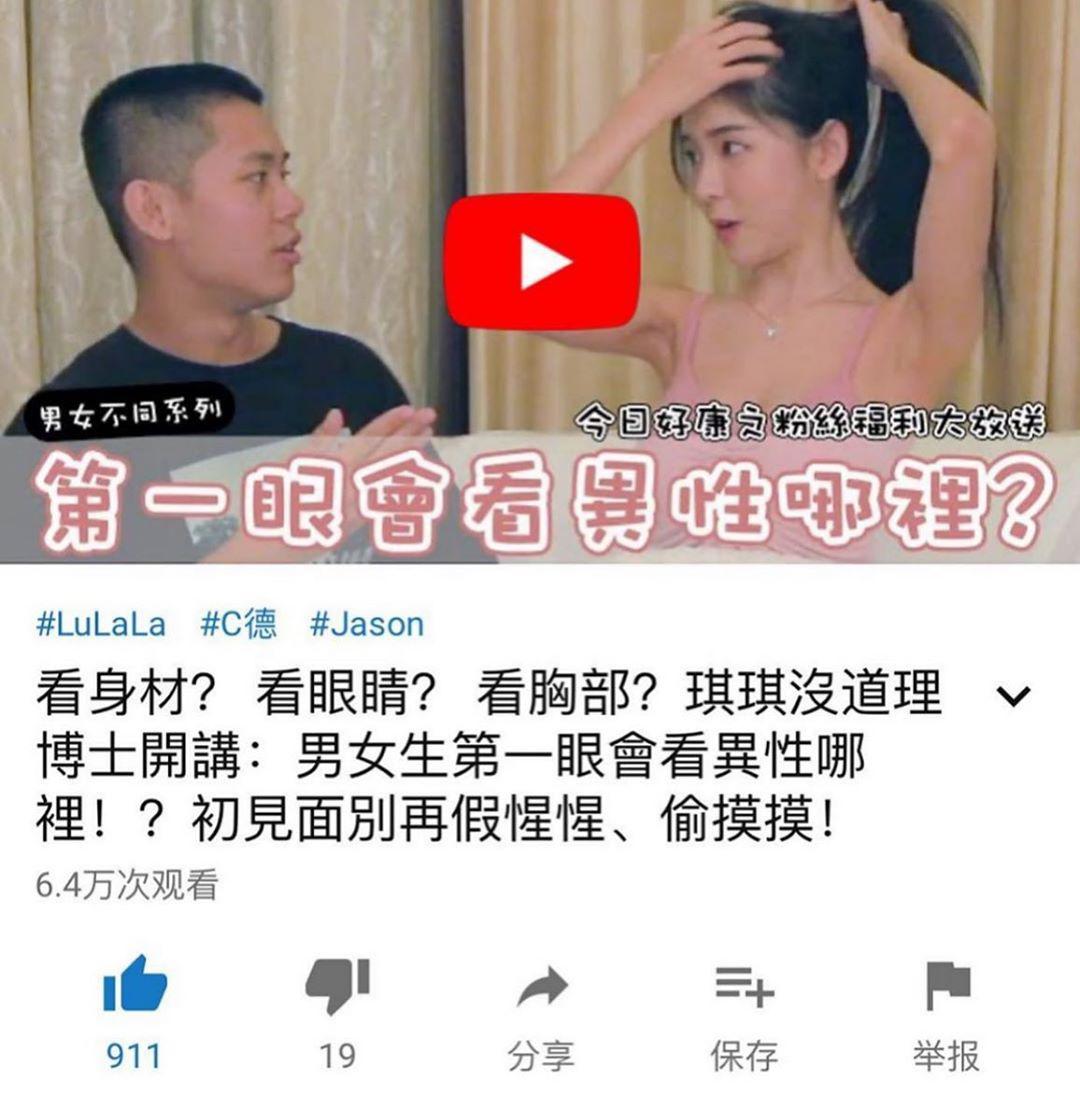 男女不同系列
今日好康之粉絲福利大放送
第一眼會看異性哪裡?
#LuLaLa #C德 #Jason
看身材? 看眼睛? 看胸部? 琪琪沒道理
博士開講: 男女生第一眼會看異性哪
裡!? 初見面別再假惺惺、偷摸摸!
6.4万次观看
911 19 分享 保存 举报